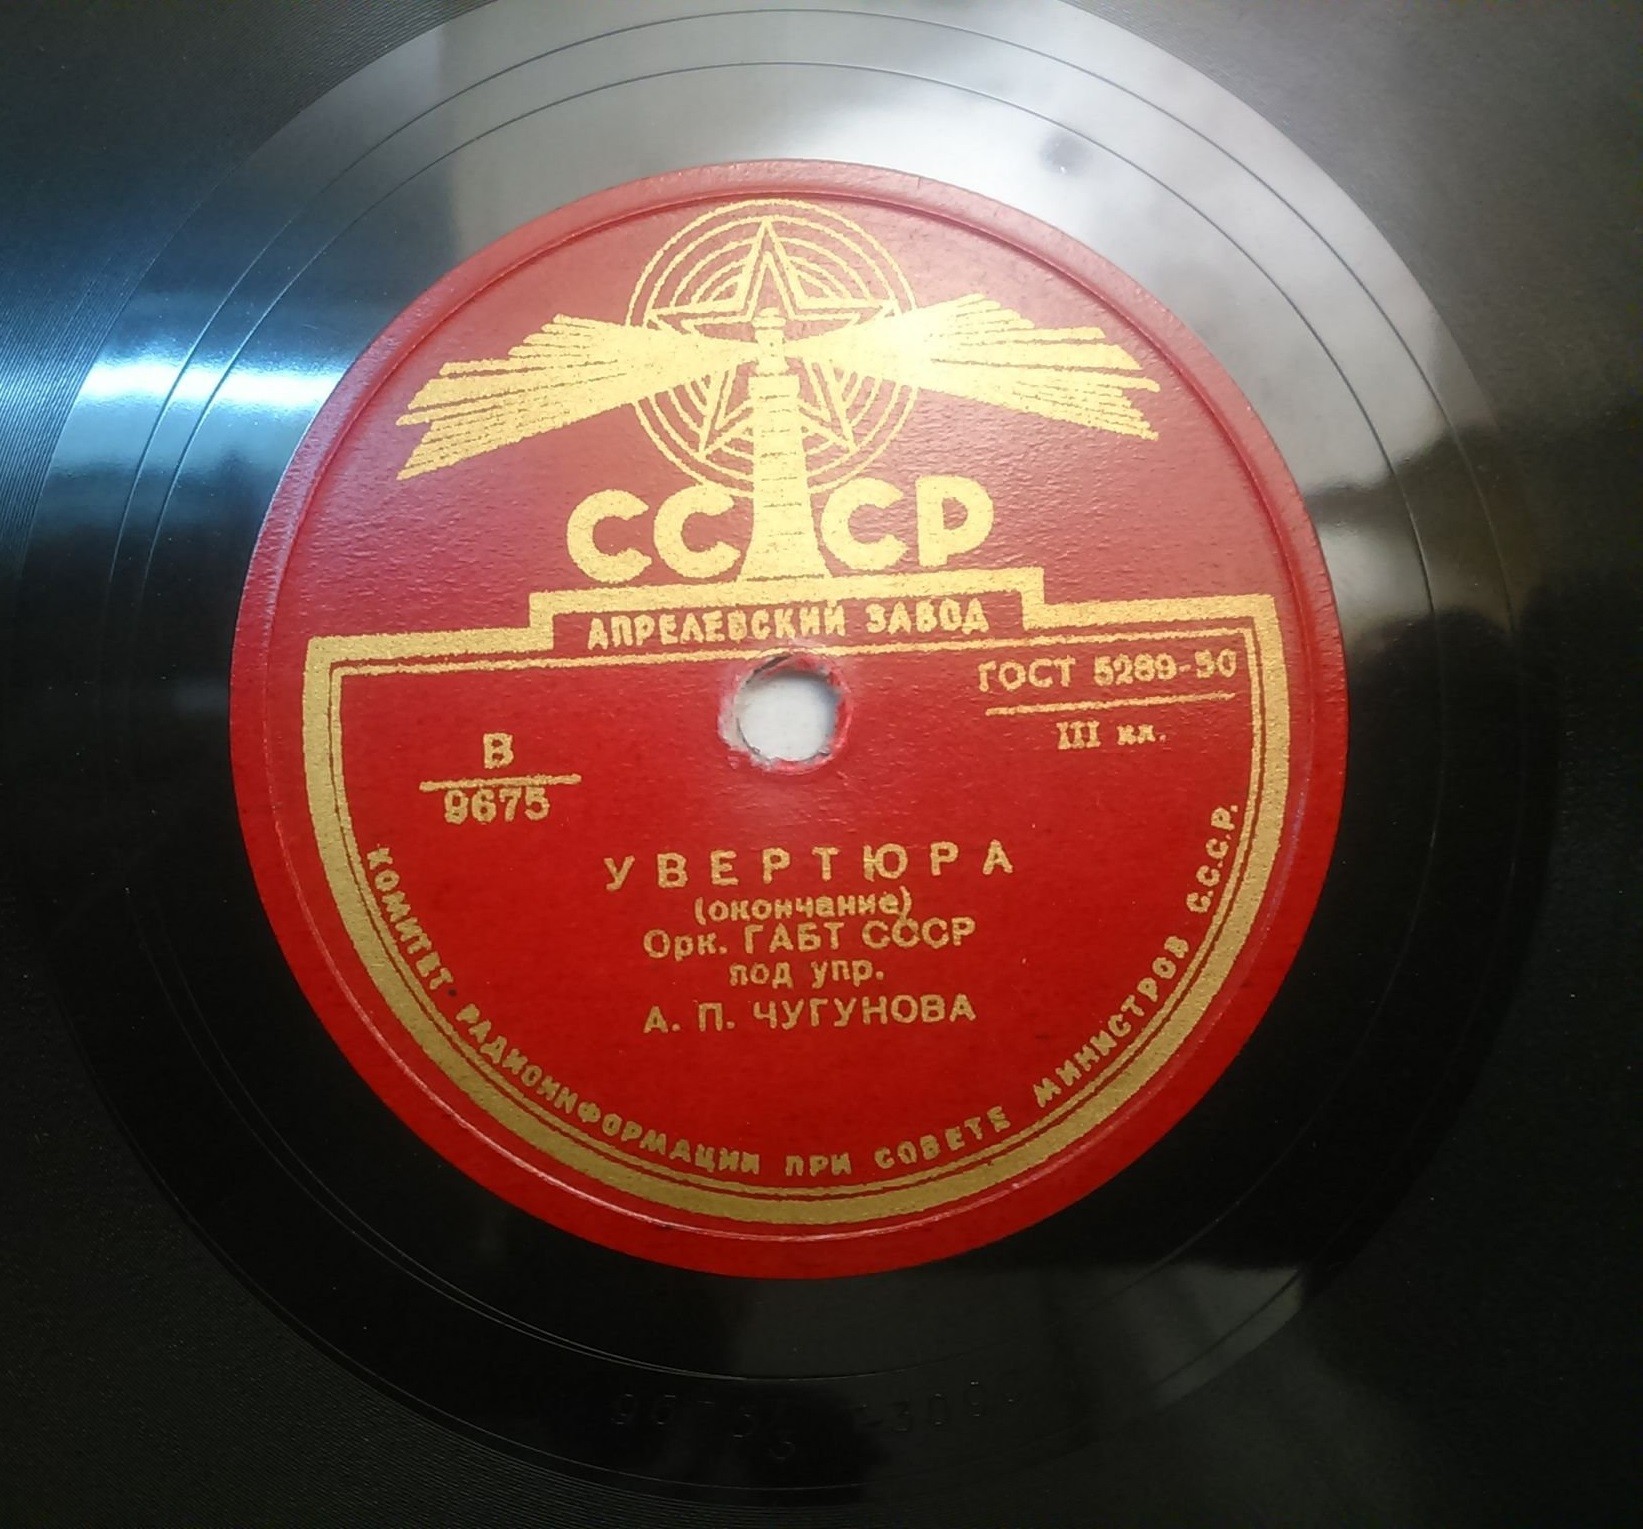 СССР
АПРЕЛЕВСКИЙ ЗАВОД
ГОСТ 5289-50
III кл.
В
9675
УВЕРТЮРА
(окончание)
Орк. ГАБТ СССР
под упр.
А. П. ЧУГУНОВА
КОМИТЕТ РАДИОИНФОРМАЦИИ ПРИ СОВЕТЕ МИНИСТРОВ С.С.С.Р.